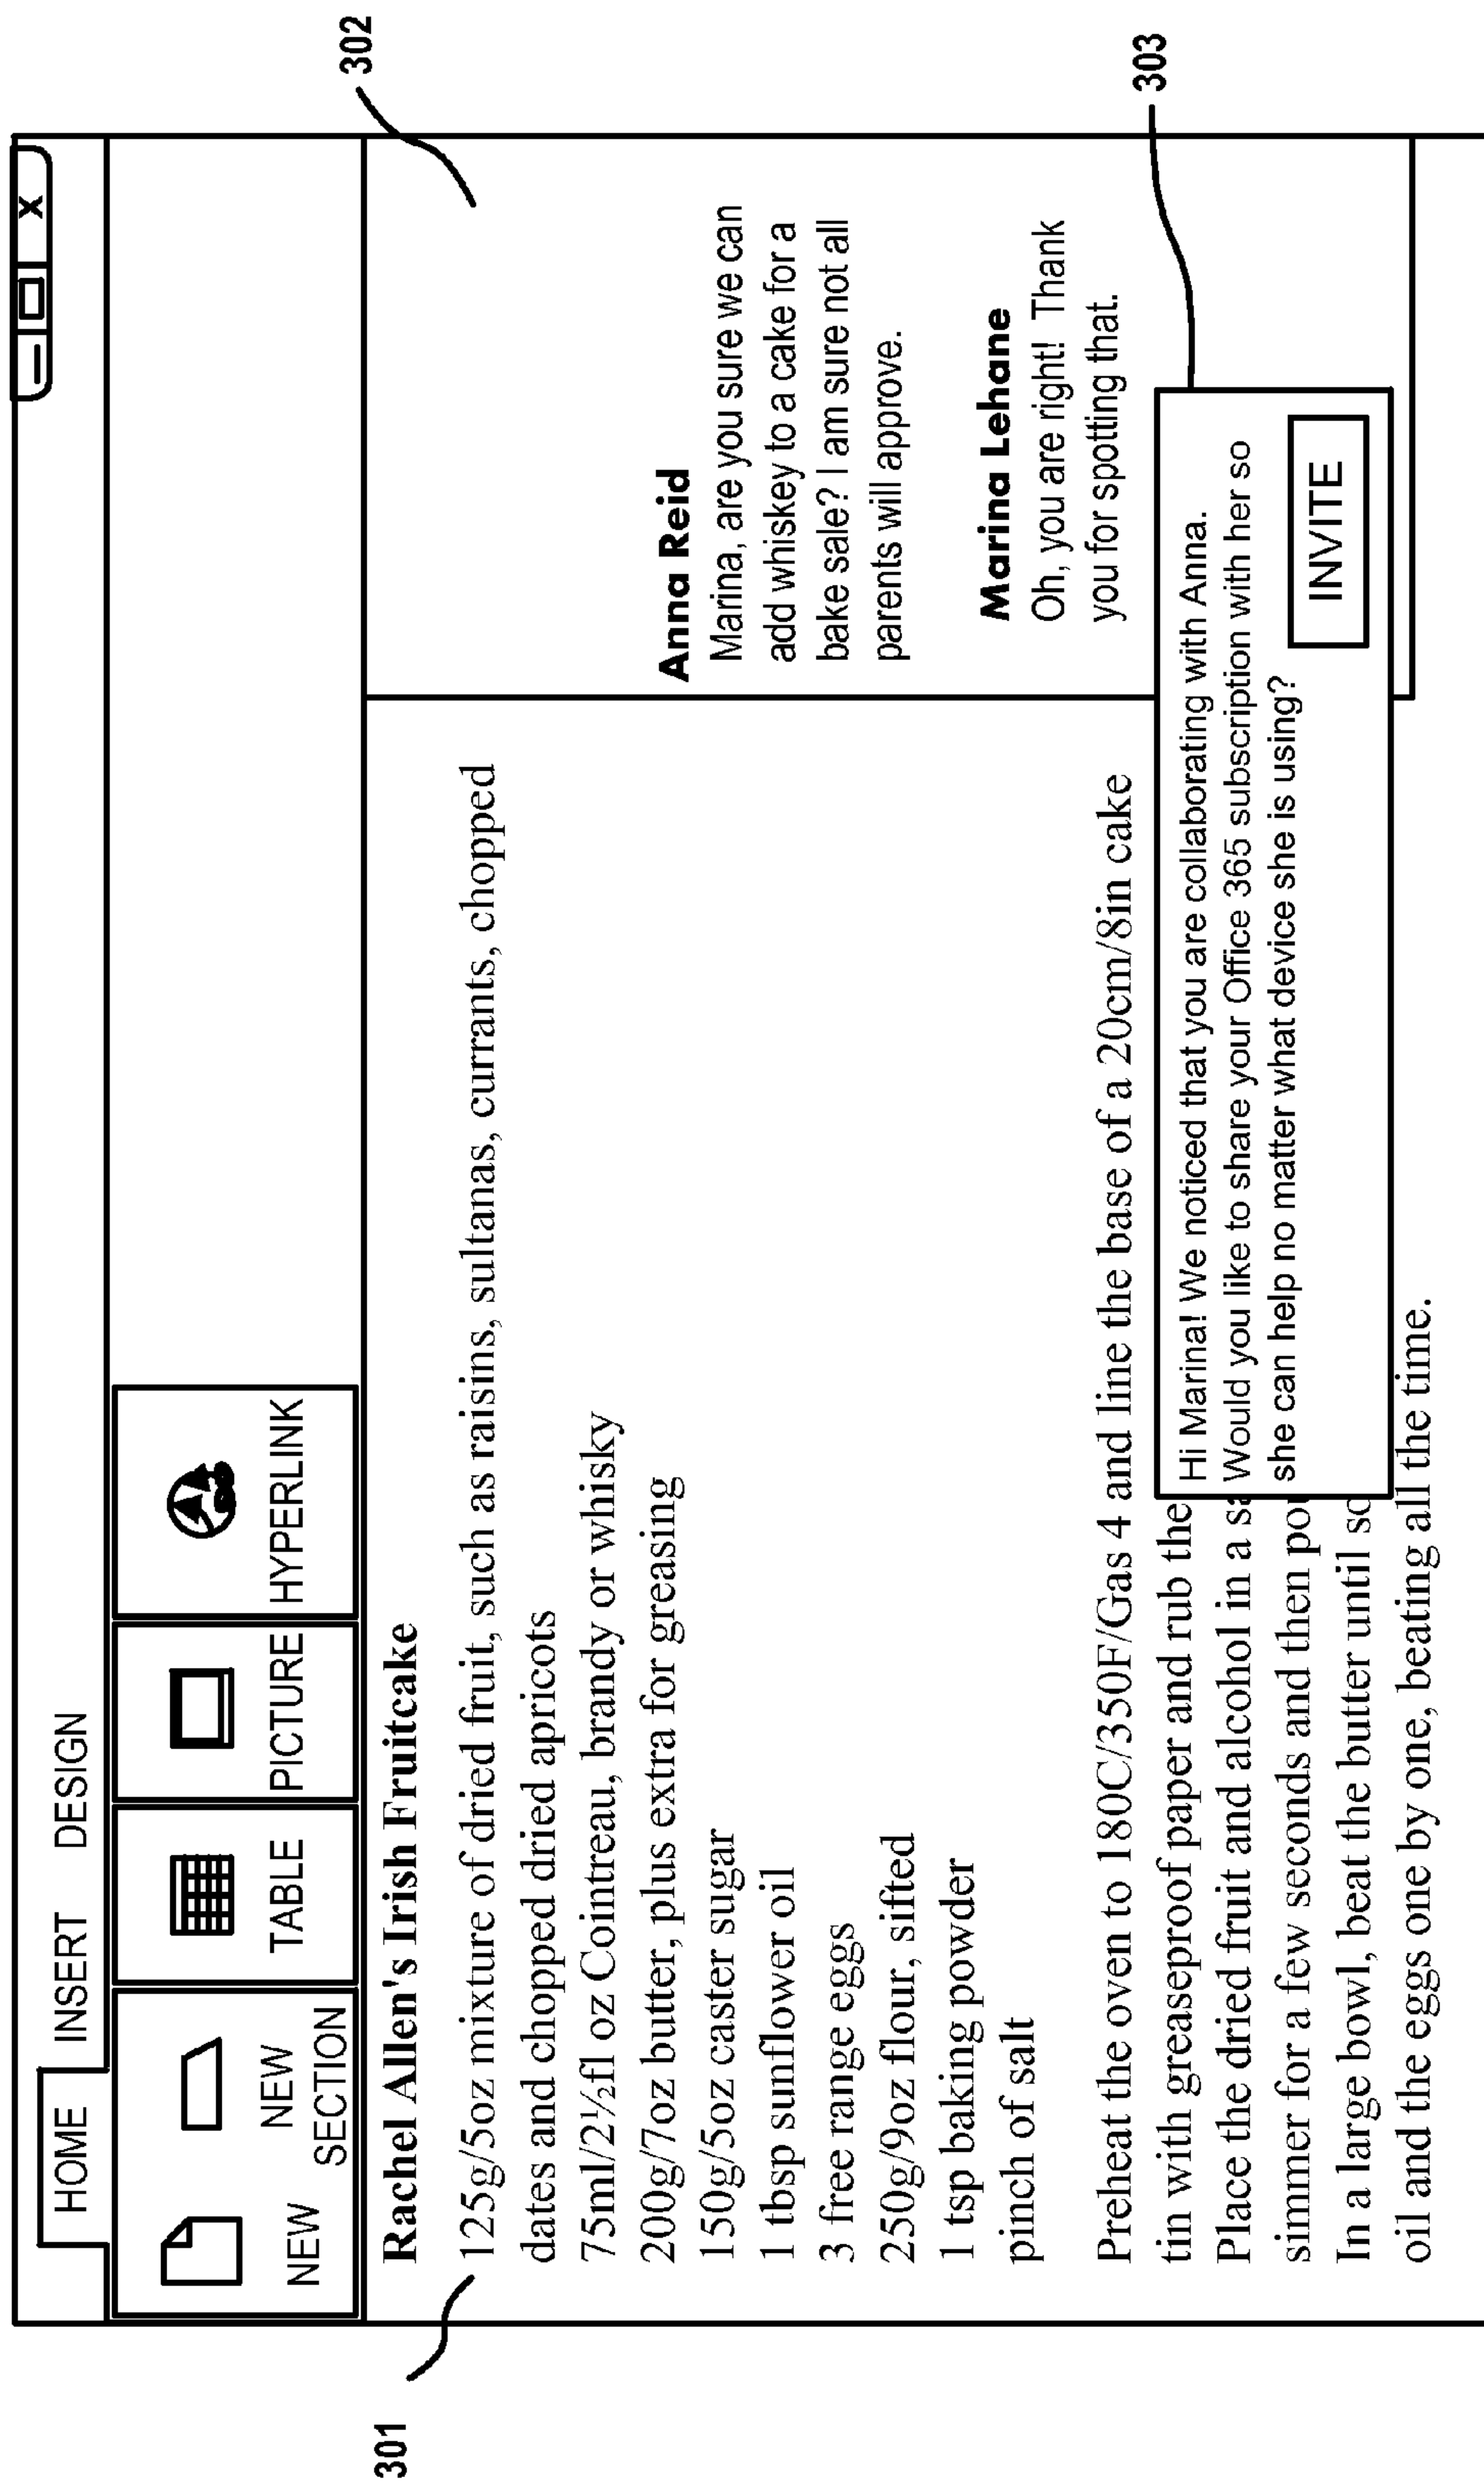 HOME INSERT DESIGN
X
NEW
NEW
SECTION
TABLE
PICTURE
HYPERLINK
302
301
Rachel Allen's Irish Fruitcake
125g/5oz mixture of dried fruit, such as raisins, sultanas, currants, chopped
dates and chopped dried apricots
75ml/2½fl oz Cointreau, brandy or whisky
200g/7oz butter, plus extra for greasing
150g/5oz caster sugar
1 tbsp sunflower oil
3 free range eggs
250g/9oz flour, sifted
1 tsp baking powder
pinch of salt
Preheat the oven to 180C/350F/Gas 4 and line the base of a 20cm/8in cake
tin with greaseproof paper and rub the
Place the dried fruit and alcohol in a
simmer for a few seconds and then
In a large bowl, beat the butter until
oil and the eggs one by one, beating all the time.
Anna Reid
Marina, are you sure we can
add whiskey to a cake for a
bake sale? I am sure not all
parents will approve.
Marina Lehane
Oh, you are right! Thank
you for spotting that.
303
Hi Marina! We noticed that you are collaborating with Anna.
Would you like to share your Office 365 subscription with her so
she can help no matter what device she is using?
INVITE